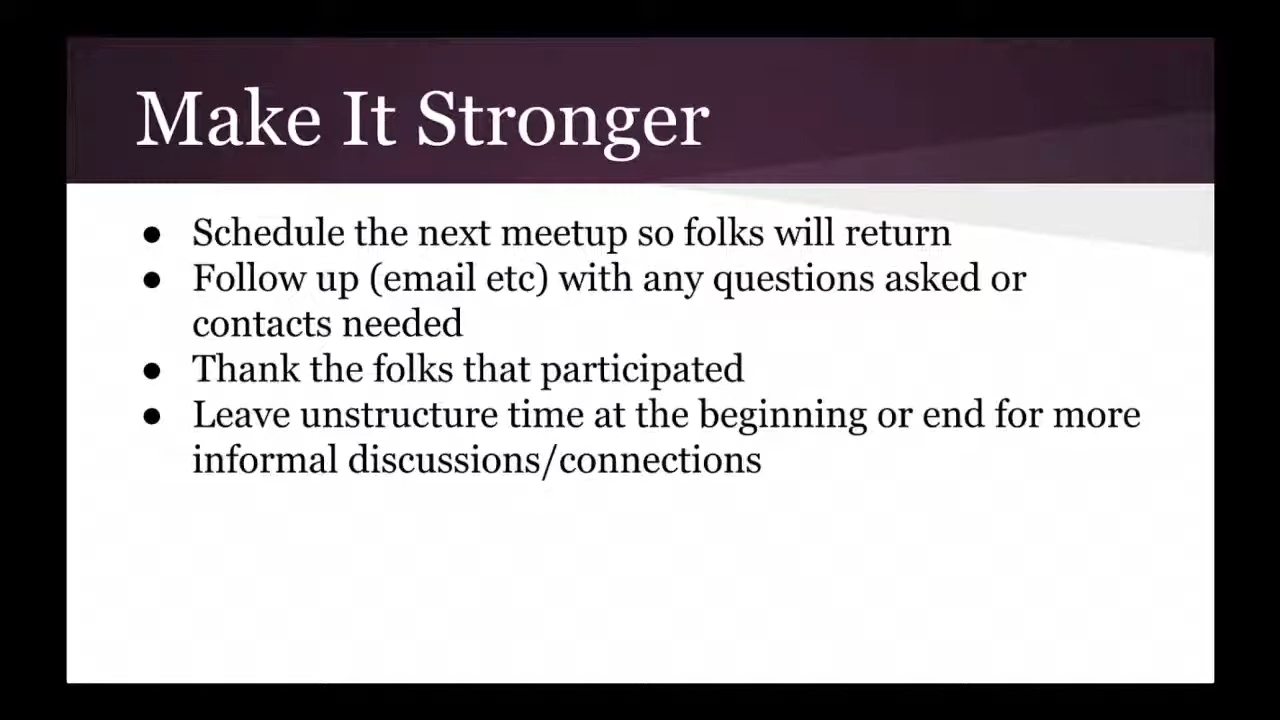 Make It Stronger
● Schedule the next meetup so folks will return
● Follow up (email etc) with any questions asked or
contacts needed
● Thank the folks that participated
● Leave unstructure time at the beginning or end for more
informal discussions/connections